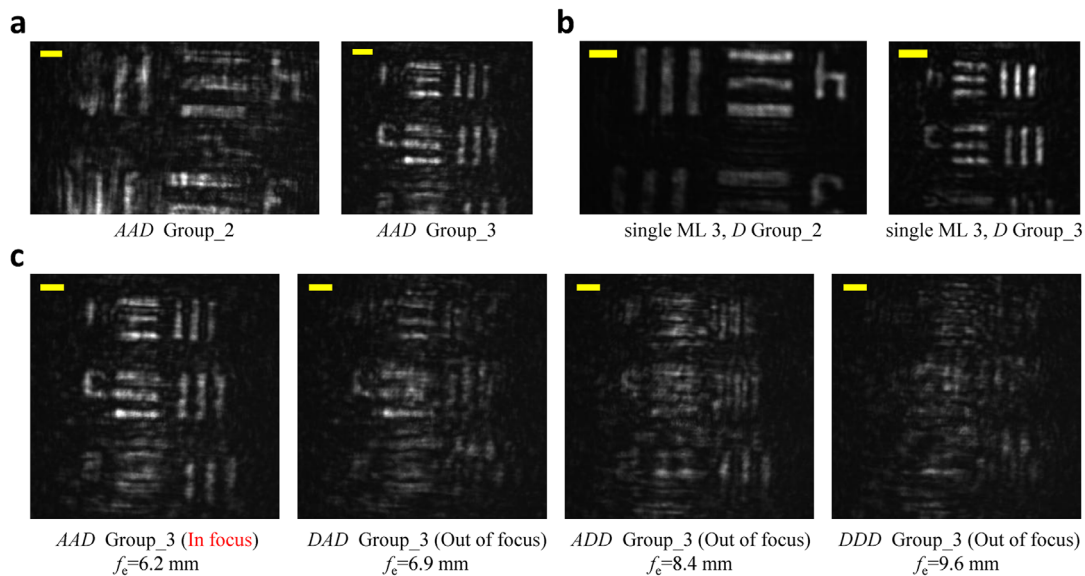 a
b
AAD Group_2
AAD Group_3
single ML 3, D Group_2
single ML 3, D Group_3
c
AAD Group_3 (In focus)
fe=6.2 mm
DAD Group_3 (Out of focus)
fe=6.9 mm
ADD Group_3 (Out of focus)
fe=8.4 mm
DDD Group_3 (Out of focus)
fe=9.6 mm